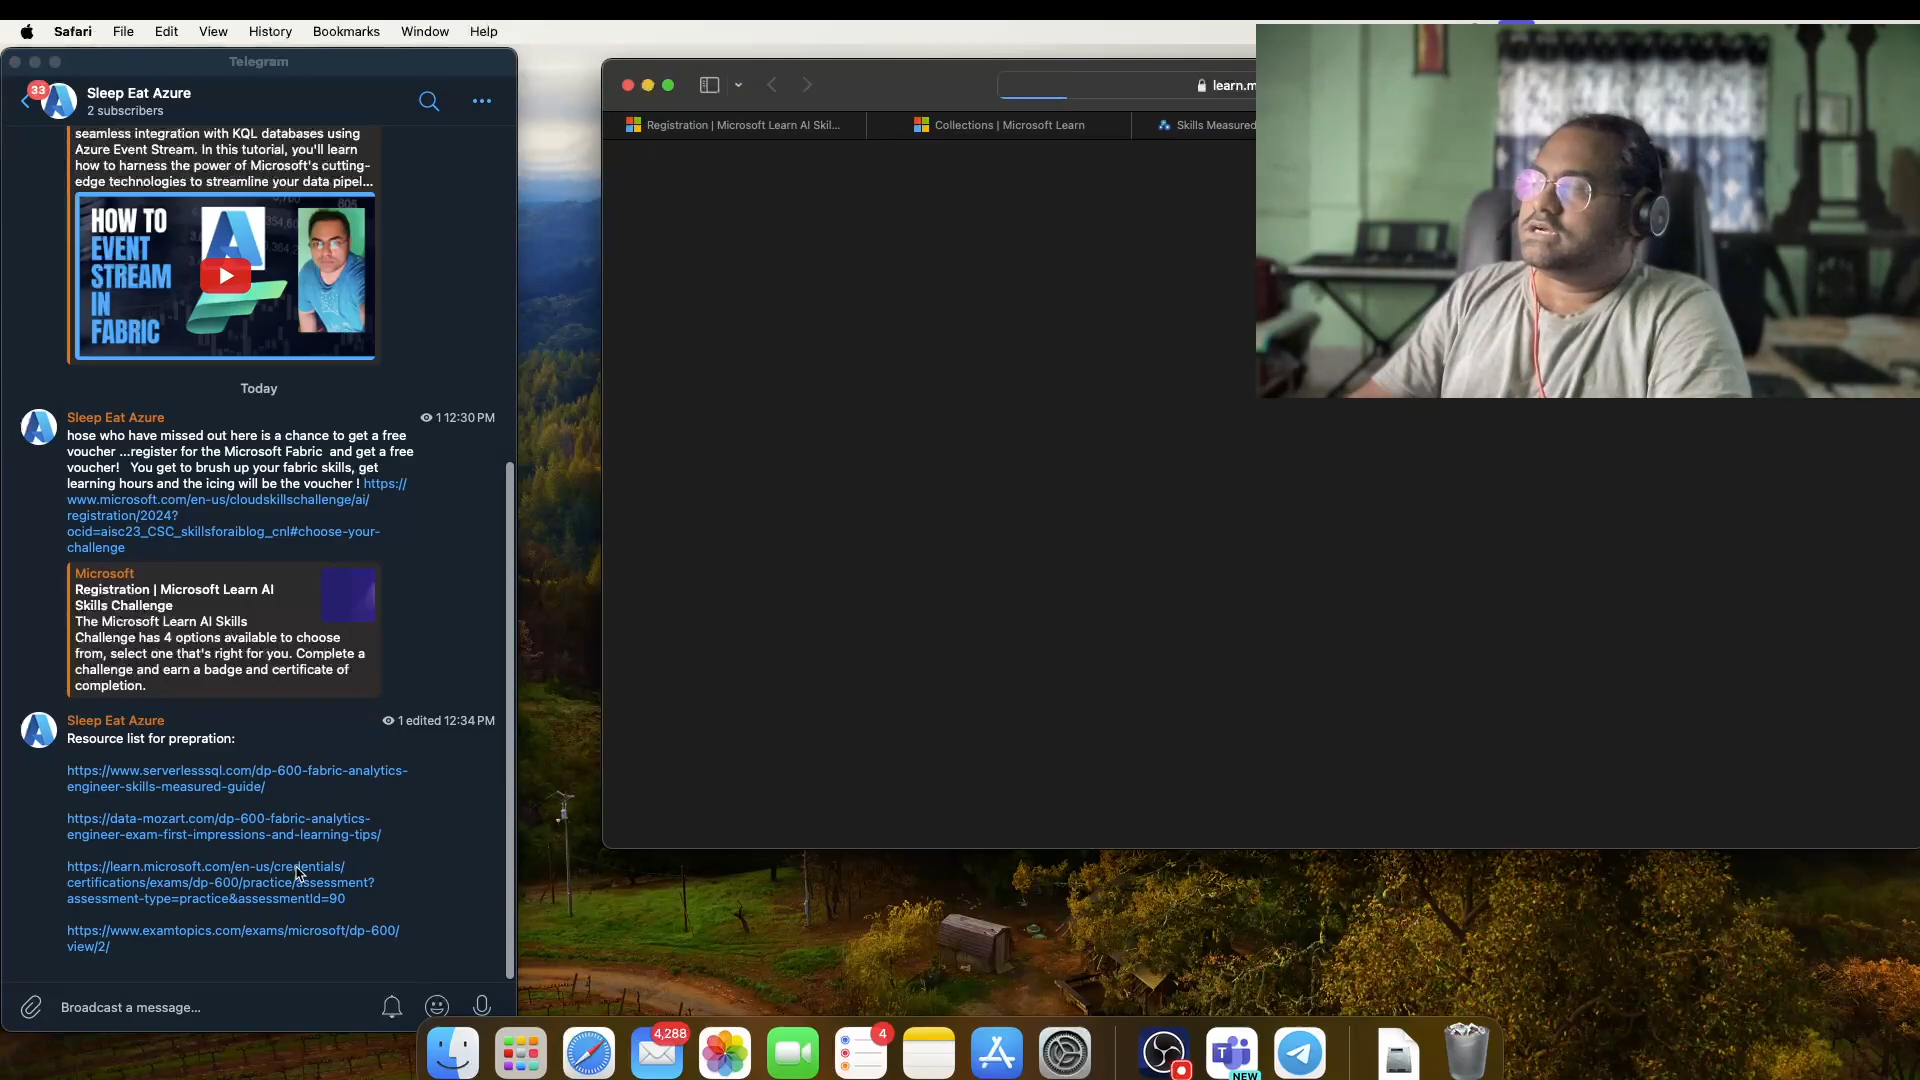 Safari File Edit View History Bookmarks Window Help
Telegram
33
Sleep Eat Azure
2 subscribers
seamless integration with KQL databases using
Azure Event Stream. In this tutorial, you'll learn
how to harness the power of Microsoft's cutting-
edge technologies to streamline your data pipel...
HOW TO
EVENT
STREAM
IN
FABRIC
Today
Sleep Eat Azure
1 12:30 PM
hose who have missed out here is a chance to get a free
voucher ...register for the Microsoft Fabric and get a free
voucher! You get to brush up your fabric skills, get
learning hours and the icing will be the voucher ! https://
www.microsoft.com/en-us/cloudskillschallenge/ai/
registration/2024?
ocid=aisc23_CSC_skillsforaiblog_cnl#choose-your-
challenge
Microsoft
Registration | Microsoft Learn AI
Skills Challenge
The Microsoft Learn AI Skills
Challenge has 4 options available to choose
from, select one that's right for you. Complete a
challenge and earn a badge and certificate of
completion.
Sleep Eat Azure
1 edited 12:34 PM
Resource list for prepration:
https://www.serverlesssql.com/dp-600-fabric-analytics-
engineer-skills-measured-guide/
https://data-mozart.com/dp-600-fabric-analytics-
engineer-exam-first-impressions-and-learning-tips/
https://learn.microsoft.com/en-us/credentials/
certifications/exams/dp-600/practice/assessment?
assessment-type=practice&assessmentId=90
https://www.examtopics.com/exams/microsoft/dp-600/
view/2/
Broadcast a message...
learn.m
Registration | Microsoft Learn AI Skil...
Collections | Microsoft Learn
Skills Measured
4,288
4
NEW